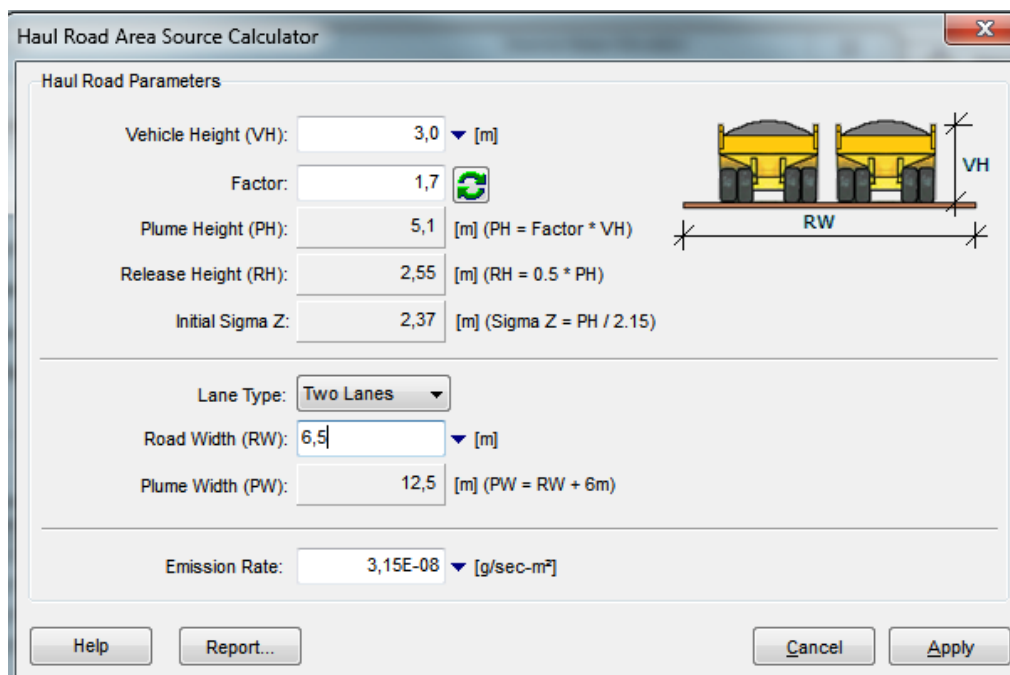 Haul Road Area Source Calculator
Haul Road Parameters
Vehicle Height (VH): 3,0 [m]
VH
Factor: 1,7
RW
Plume Height (PH): 5,1 [m] (PH = Factor * VH)
Release Height (RH): 2,55 [m] (RH = 0.5 * PH)
Initial Sigma Z: 2,37 [m] (Sigma Z = PH / 2.15)
Lane Type: Two Lanes
Road Width (RW): 6,5 [m]
Plume Width (PW): 12,5 [m] (PW = RW + 6m)
Emission Rate: 3,15E-08 [g/sec-m²]
Help Report... Cancel Apply